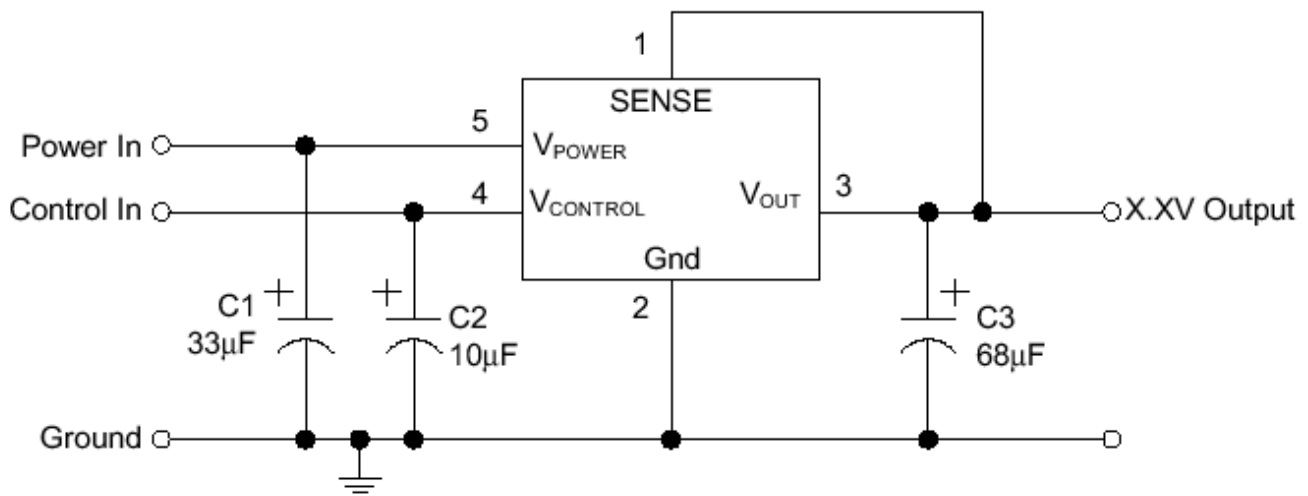 1
SENSE
Power In
5
VPOWER
Control In
4
VCONTROL
VOUT
3
X.XV Output
Gnd
2
+
C1
33μF
+
C2
10μF
+
C3
68μF
Ground